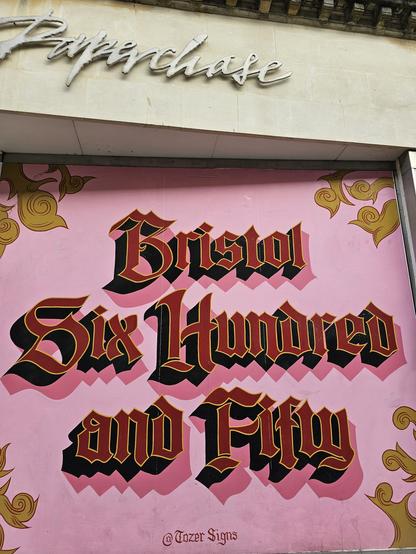 Paperchase
Bristol
Six Hundred
and Fifty
@Tozer Signs